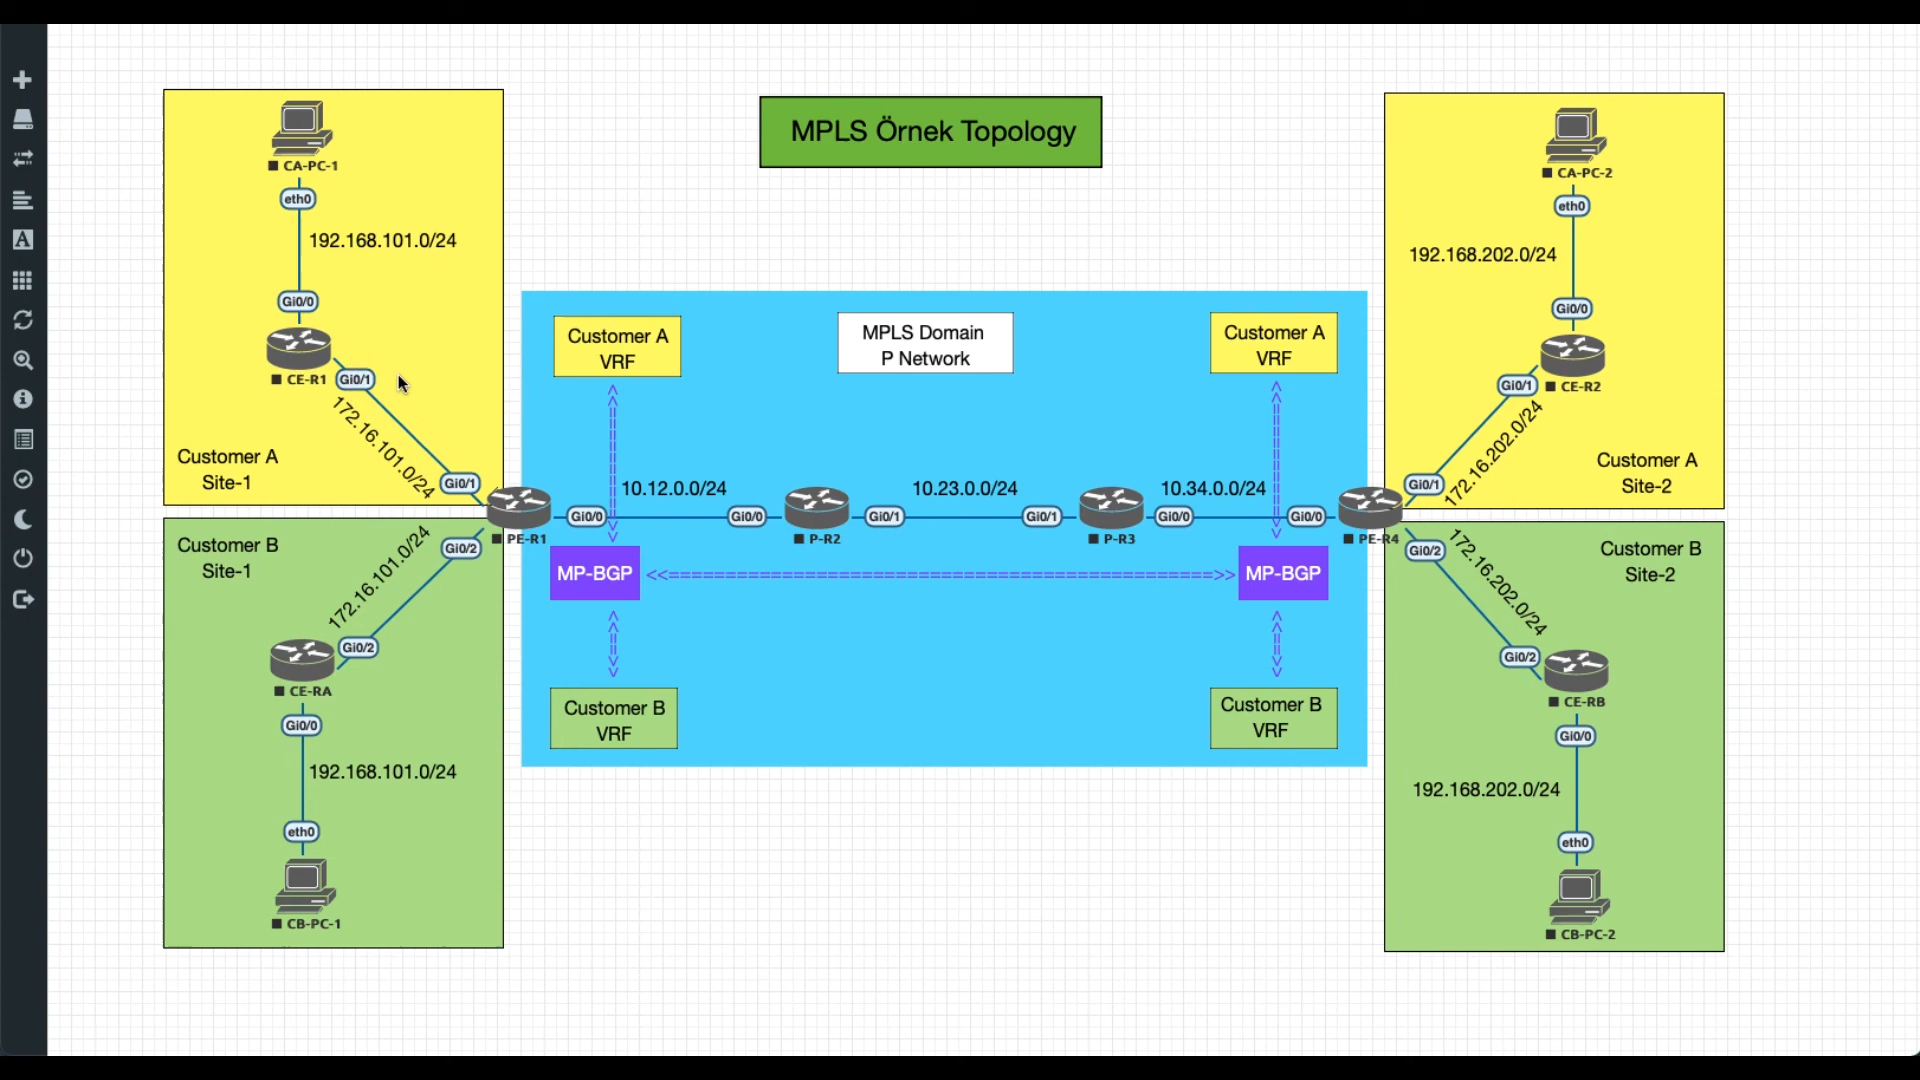 MPLS Örnek Topology
CA-PC-1
eth0
192.168.101.0/24
Gi0/0
CE-R1
Gi0/1
172.16.101.0/24
Customer A
Site-1
Gi0/1
Customer B
Site-1
172.16.101.0/24
Gi0/2
Gi0/2
CE-RA
Gi0/0
192.168.101.0/24
eth0
CB-PC-1
Customer A
VRF
MPLS Domain
P Network
Customer A
VRF
10.12.0.0/24
10.23.0.0/24
10.34.0.0/24
Gi0/0
Gi0/0
Gi0/1
Gi0/1
Gi0/0
Gi0/0
PE-R1
P-R2
P-R3
PE-R4
MP-BGP
<<==================================================>>
MP-BGP
Customer B
VRF
Customer B
VRF
CA-PC-2
eth0
192.168.202.0/24
Gi0/0
Gi0/1
CE-R2
172.16.202.0/24
Gi0/1
Customer A
Site-2
Gi0/2
172.16.202.0/24
Customer B
Site-2
Gi0/2
CE-RB
Gi0/0
192.168.202.0/24
eth0
CB-PC-2